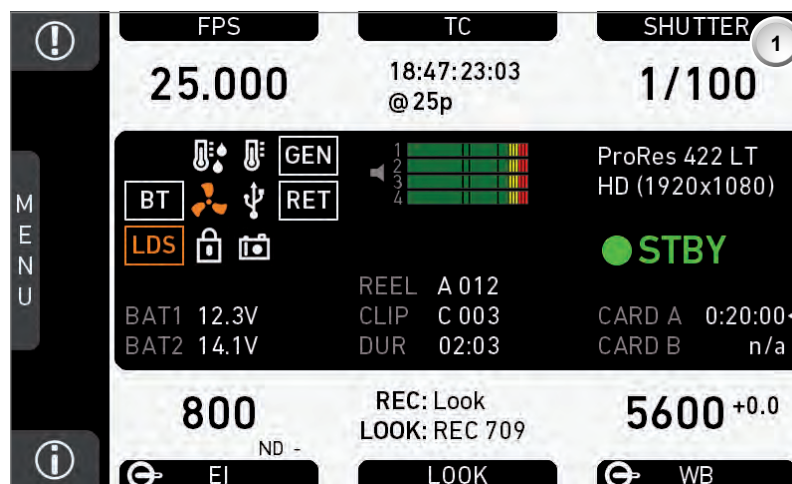 FPS TC SHUTTER 1
25.000 18:47:23:03 1/100
@ 25p
GEN 1 ProRes 422 LT
2 HD (1920x1080)
BT RET 3
4
LDS STBY
REEL A 012
BAT1 12.3V CLIP C 003 CARD A 0:20:00
BAT2 14.1V DUR 02:03 CARD B n/a
MENU
800 REC: Look 5600 +0.0
LOOK: REC 709
ND -
EI LOOK WB